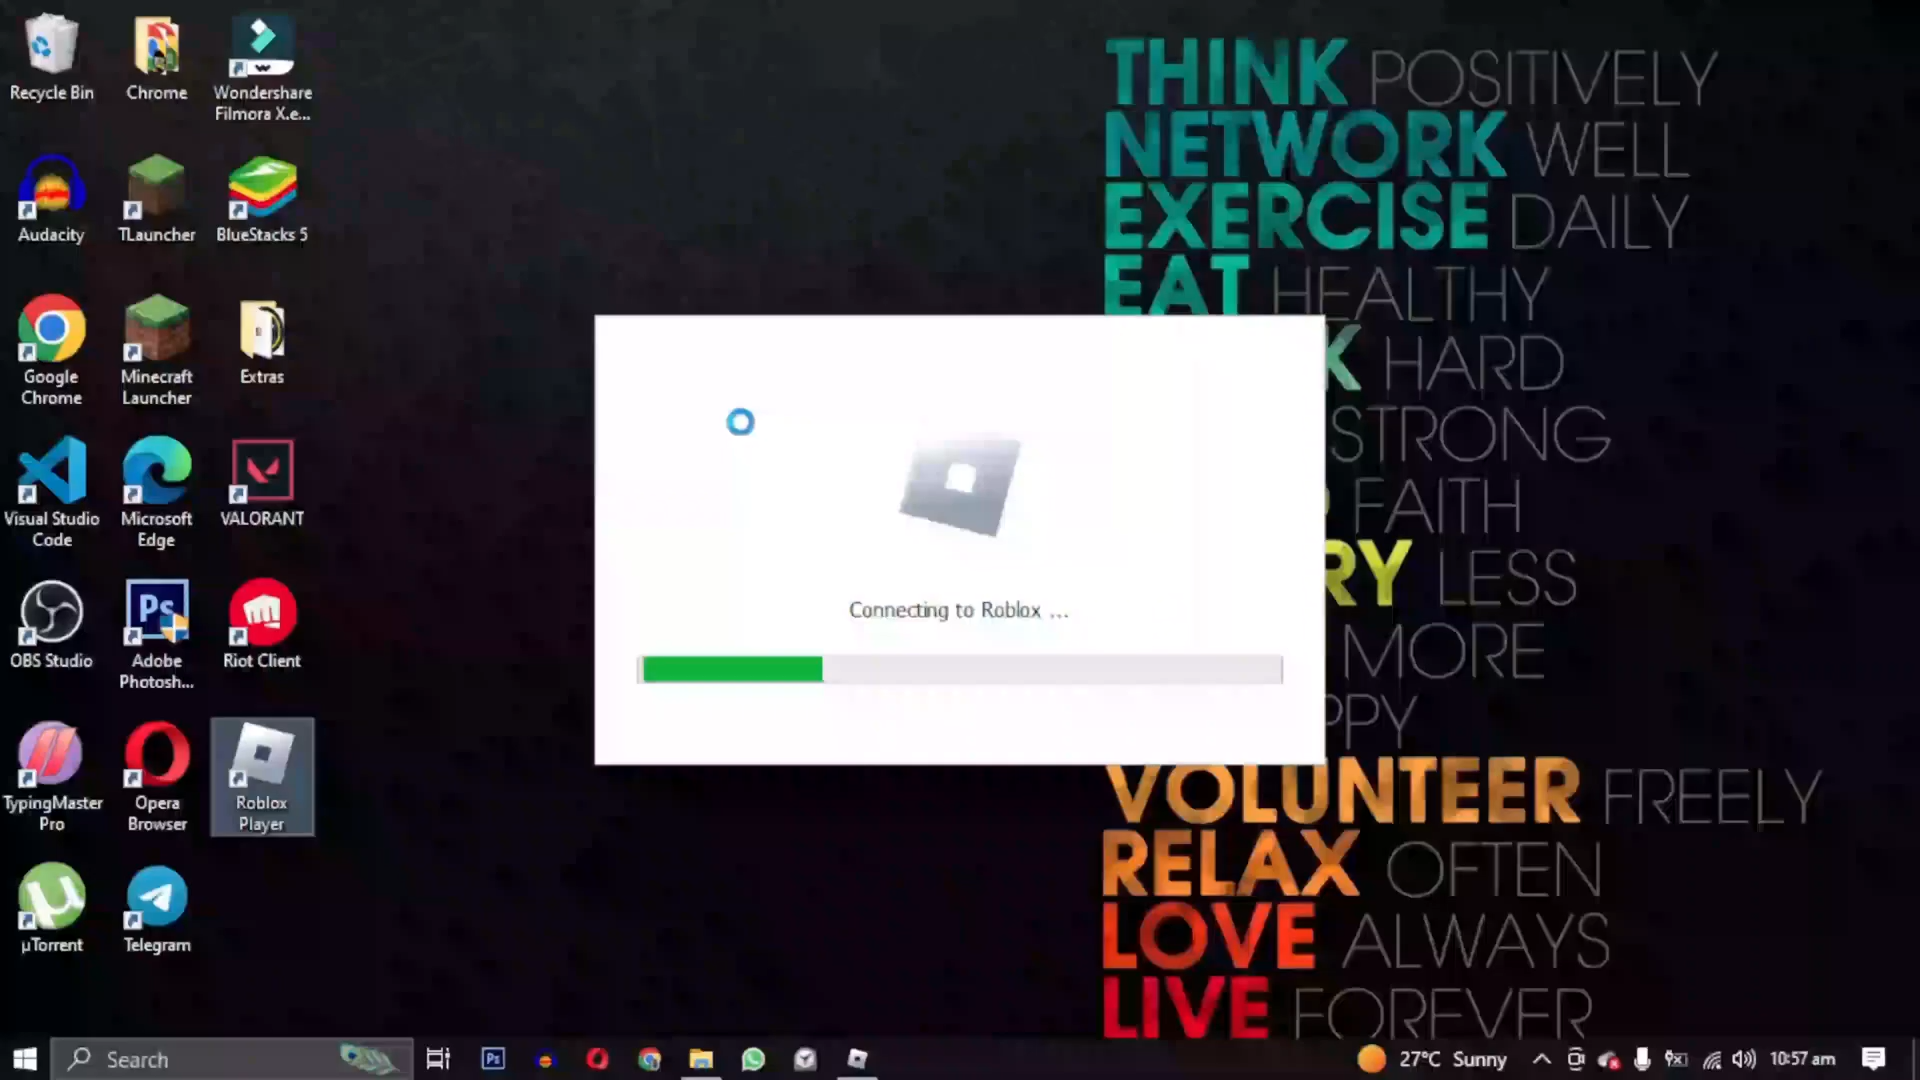 Recycle Bin
Chrome
Wondershare
Filmora X.e...
Audacity
TLauncher
BlueStacks 5
Google
Chrome
Minecraft
Launcher
Extras
Visual Studio
Code
Microsoft
Edge
VALORANT
OBS Studio
Ps
Adobe
Photosh...
Riot Client
TypingMaster
Pro
Opera
Browser
Roblox
Player
µTorrent
Telegram
THINK POSITIVELY
NETWORK WELL
EXERCISE DAILY
EAT HEALTHY
K HARD
STRONG
FAITH
RY LESS
MORE
PPY
VOLUNTEER FREELY
RELAX OFTEN
LOVE ALWAYS
LIVE FOREVER
Connecting to Roblox ...
Search
Ps
27°C Sunny
10:57 am